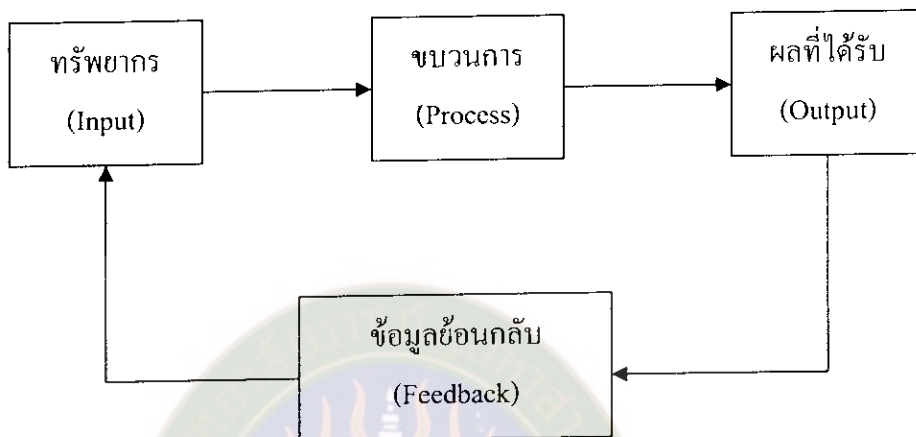 ทรัพยากร
(Input)
ขบวนการ
(Process)
ผลที่ได้รับ
(Output)
ข้อมูลย้อนกลับ
(Feedback)